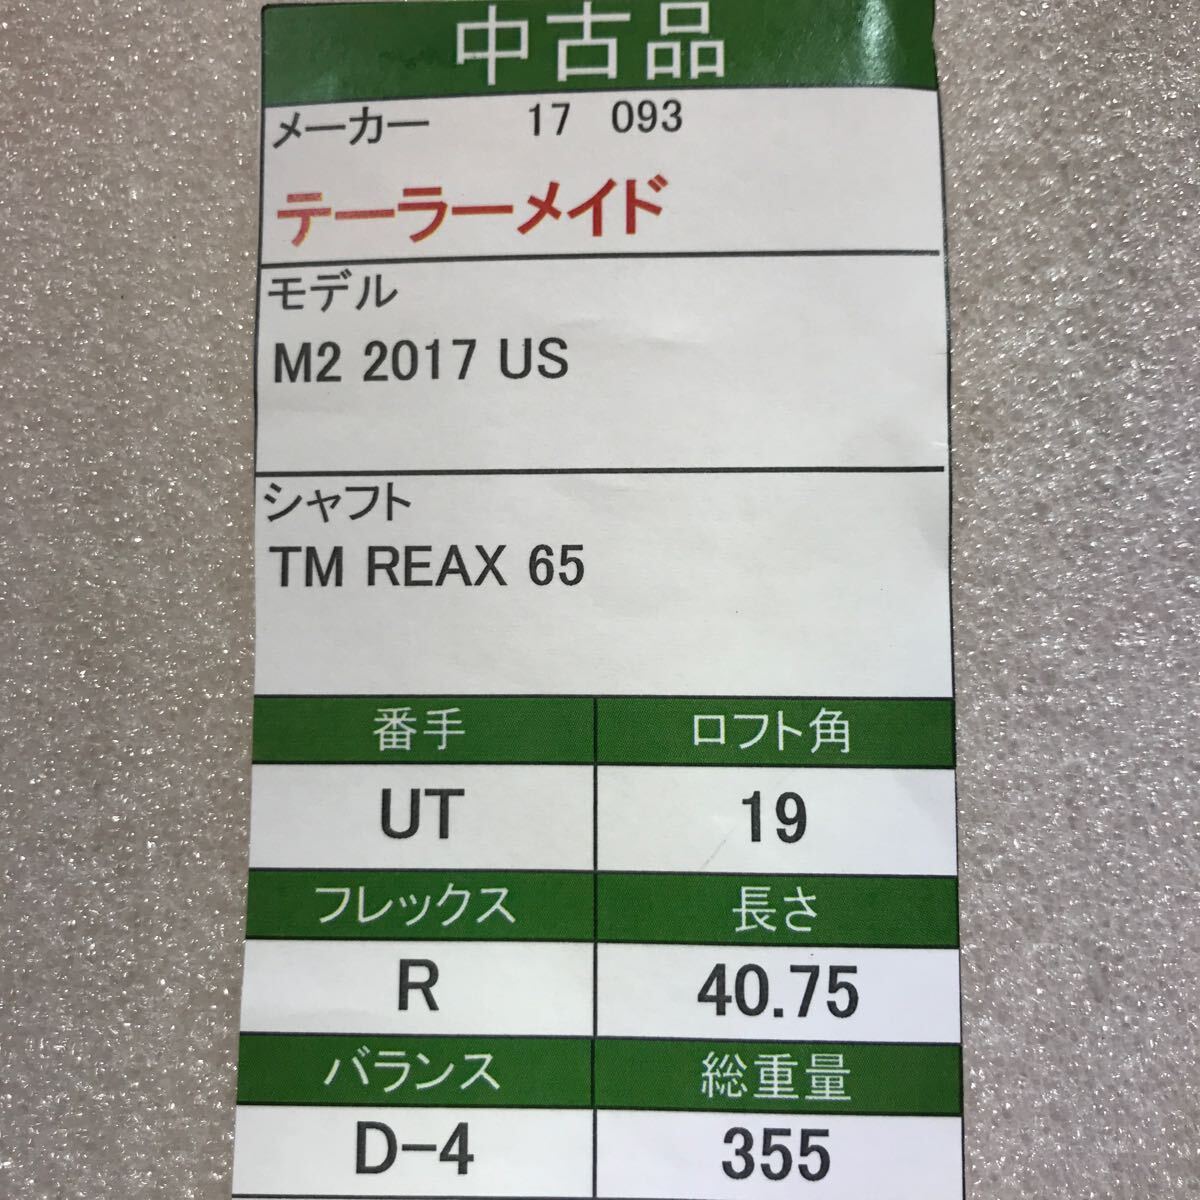 中古品
メーカー 17 093
テーラーメイド
モデル
M2 2017 US
シャフト
TM REAX 65
番手 ロフト角
UT 19
フレックス 長さ
R 40.75
バランス 総重量
D-4 355